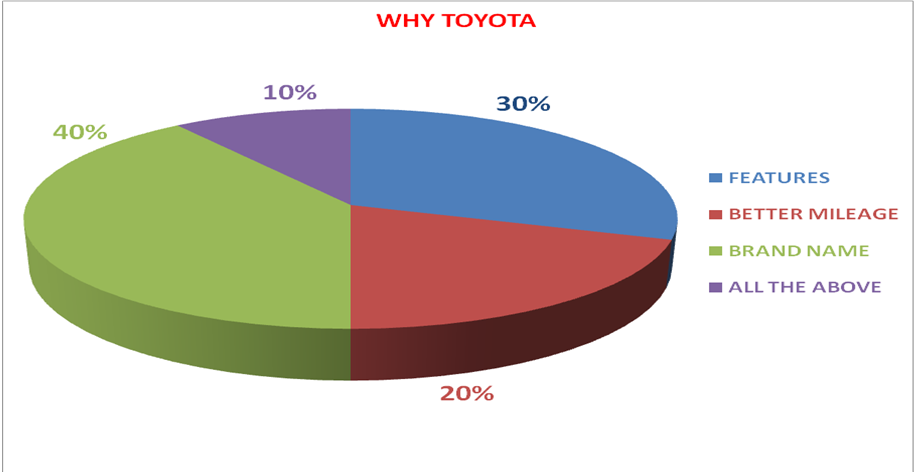 WHY TOYOTA
10%
30%
40%
20%
FEATURES
BETTER MILEAGE
BRAND NAME
ALL THE ABOVE